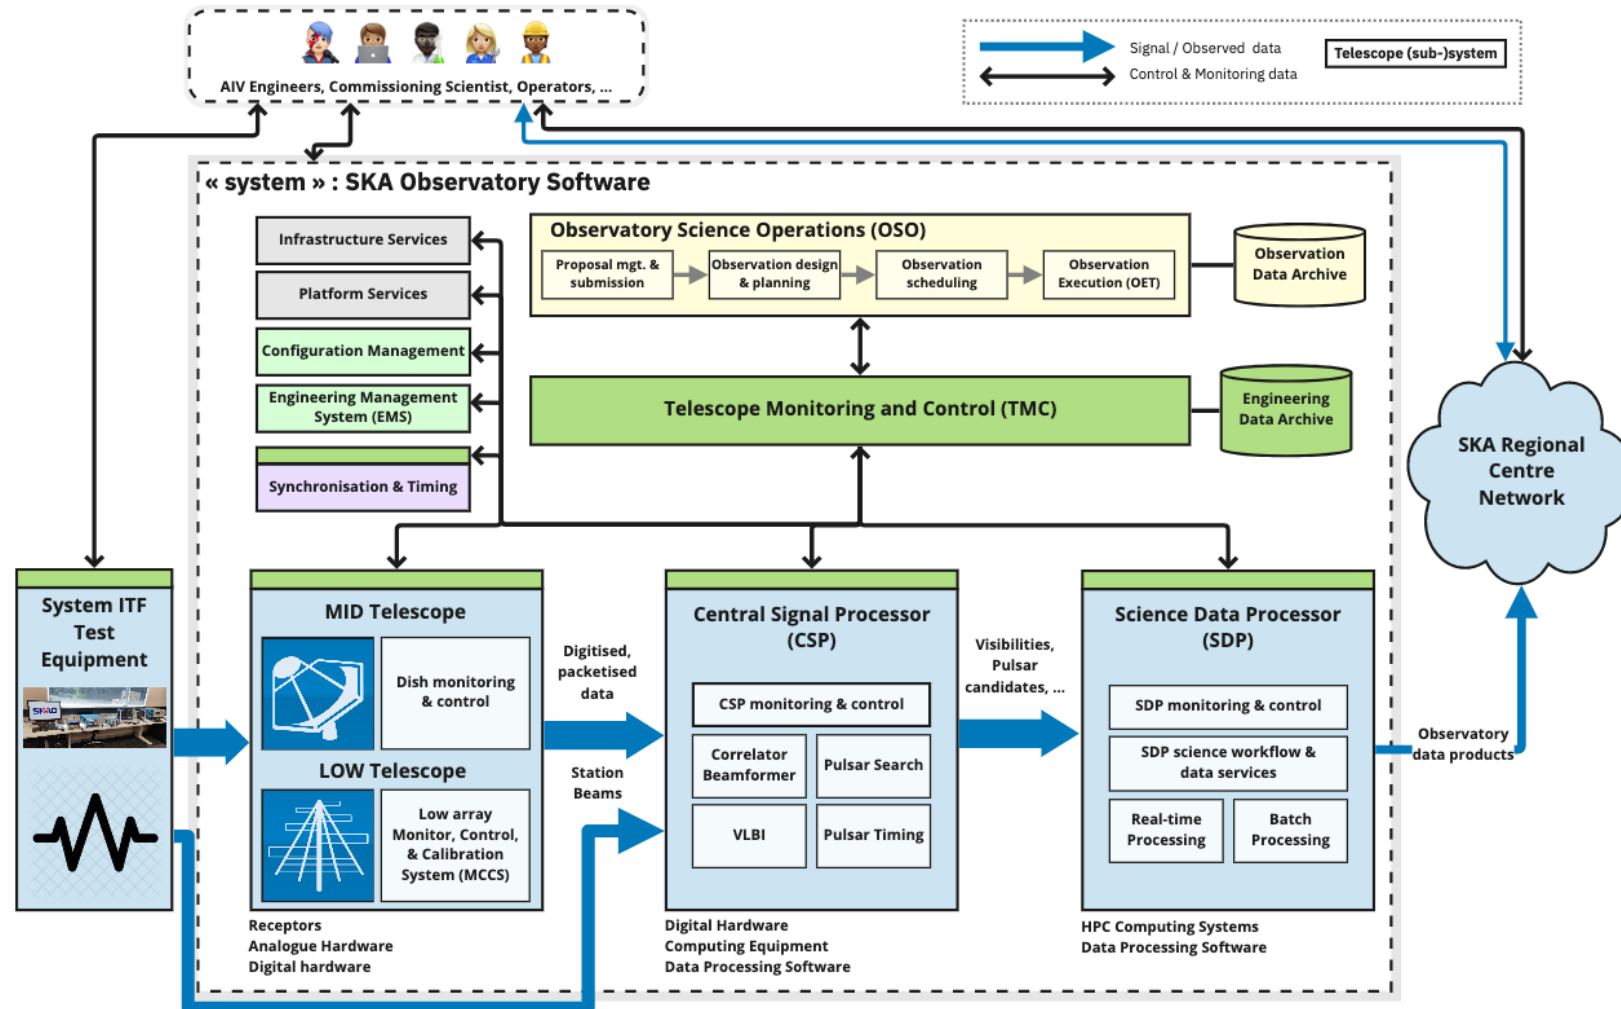 AIV Engineers, Commissioning Scientist, Operators, ...
Signal / Observed data
Control & Monitoring data
Telescope (sub-)system
« system » : SKA Observatory Software
Infrastructure Services
Platform Services
Configuration Management
Engineering Management
System (EMS)
Synchronisation & Timing
Observatory Science Operations (OSO)
Proposal mgt. &
submission
Observation design
& planning
Observation
scheduling
Observation
Execution (OET)
Observation
Data Archive
Telescope Monitoring and Control (TMC)
Engineering
Data Archive
SKA Regional
Centre
Network
System ITF
Test
Equipment
SKAO
MID Telescope
Dish monitoring
& control
LOW Telescope
Low array
Monitor, Control,
& Calibration
System (MCCS)
Receptors
Analogue Hardware
Digital hardware
Digitised,
packetised
data
Station
Beams
Central Signal Processor
(CSP)
CSP monitoring & control
Correlator
Beamformer
Pulsar Search
VLBI
Pulsar Timing
Digital Hardware
Computing Equipment
Data Processing Software
Visibilities,
Pulsar
candidates, ...
Science Data Processor
(SDP)
SDP monitoring & control
SDP science workflow &
data services
Real-time
Processing
Batch
Processing
HPC Computing Systems
Data Processing Software
Observatory
data products